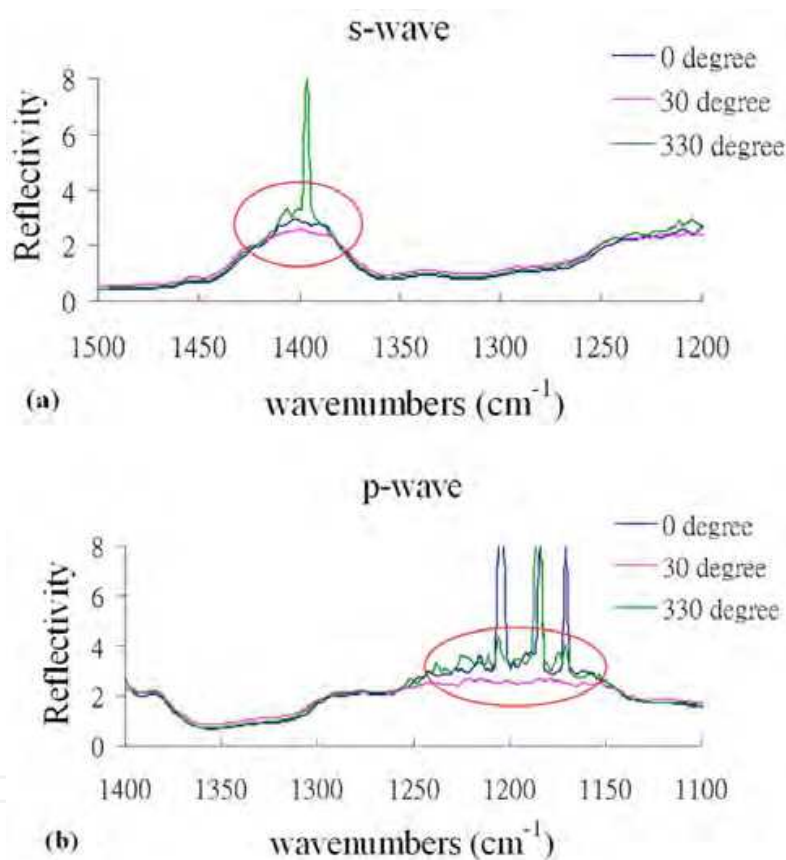 s-wave
0 degree
30 degree
330 degree
Reflectivity
8
6
4
2
0
1500 1450 1400 1350 1300 1250 1200
(a) wavenumbers (cm-1)
p-wave
0 degree
30 degree
330 degree
Reflectivity
8
6
4
2
0
1400 1350 1300 1250 1200 1150 1100
(b) wavenumbers (cm-1)